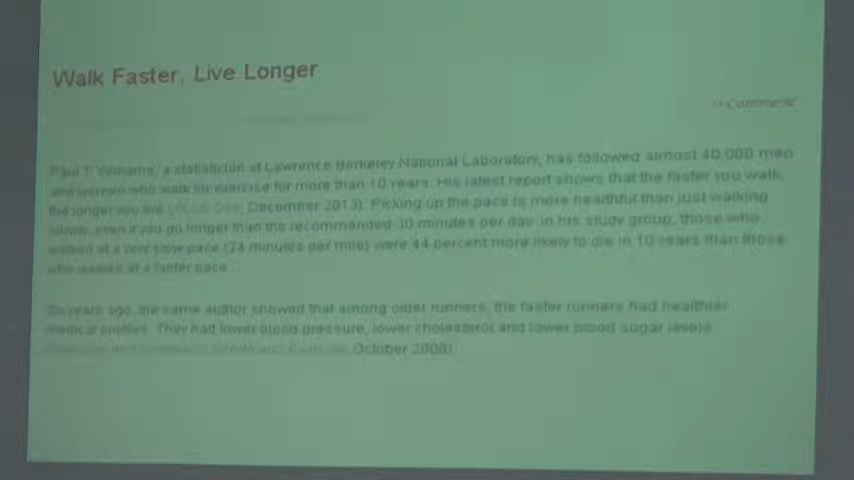 Walk Faster, Live Longer
Comment
Paul T. Williams, a statistician at Lawrence Berkeley National Laboratory, has followed almost 40,000 men
and women who walk for exercise for more than 10 years. His latest report shows that the faster you walk,
the longer you live December 2013). Picking up the pace is more healthful than just walking
slowly, even if you go longer than the recommended 30 minutes per day. In his study group, those who
walked at a very slow pace (24 minutes per mile) were 44 percent more likely to die in 10 years than those
who walked at a faster pace.
Six years ago, the same author showed that among older runners, the faster runners had healthier
medical profiles. They had lower blood pressure, lower cholesterol and lower blood sugar levels
October 2008)